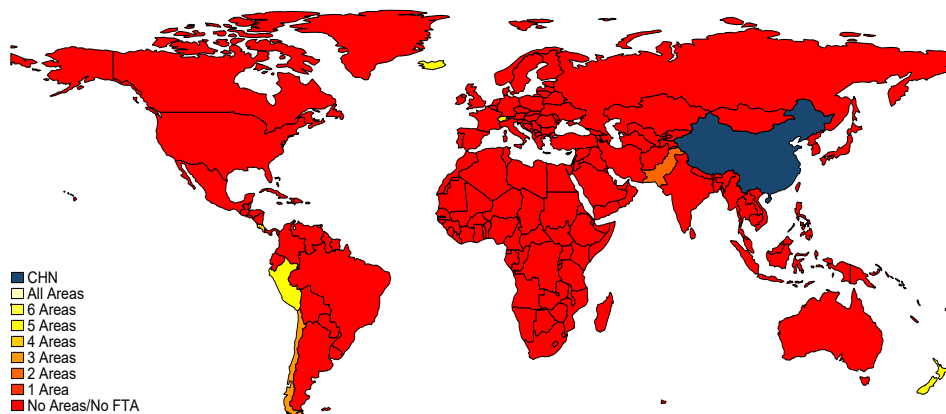 CHN
All Areas
6 Areas
5 Areas
4 Areas
3 Areas
2 Areas
1 Area
No Areas/No FTA